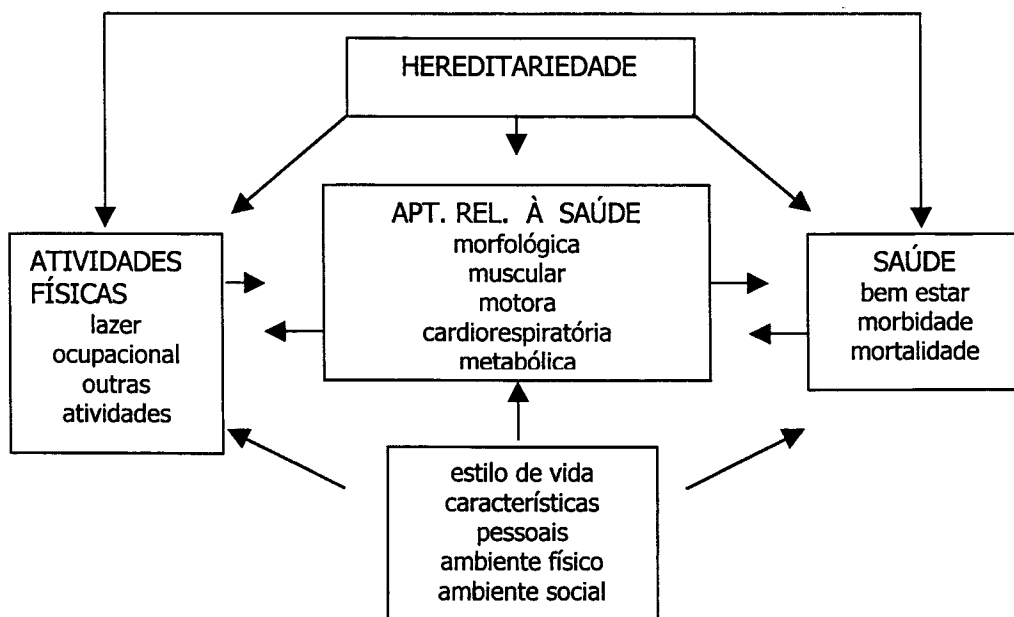 HEREDITARIEDADE
APT. REL. À SAÚDE
morfológica
muscular
motora
cardiorespiratória
metabólica
ATIVIDADES
FÍSICAS
lazer
ocupacional
outras
atividades
SAÚDE
bem estar
morbidade
mortalidade
estilo de vida
características
pessoais
ambiente físico
ambiente social